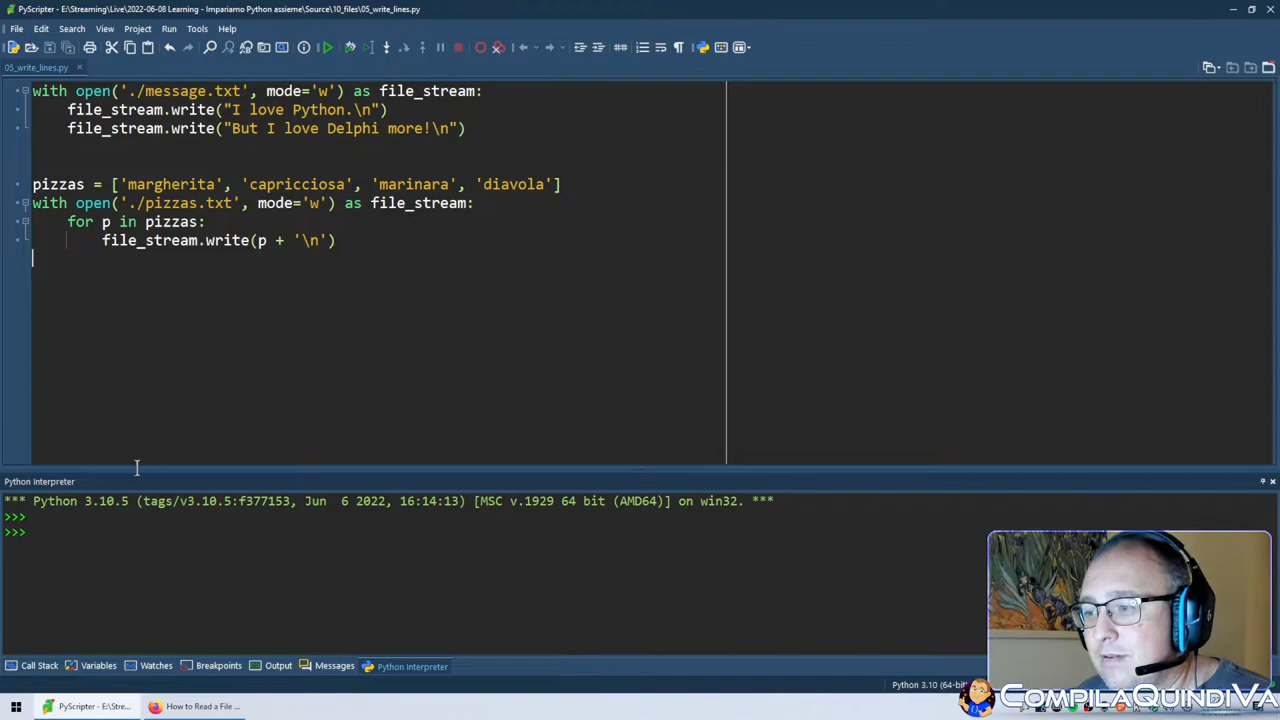 PyScripter - E:\Streaming\Live\2022-06-08 Learning - Impariamo Python assieme\Source\10_files\05_write_lines.py
File Edit Search View Project Run Tools Help
05_write_lines.py
with open('./message.txt', mode='w') as file_stream:
file_stream.write("I love Python.\n")
file_stream.write("But I love Delphi more!\n")
pizzas = ['margherita', 'capricciosa', 'marinara', 'diavola']
with open('./pizzas.txt', mode='w') as file_stream:
for p in pizzas:
file_stream.write(p + '\n')
Python Interpreter
*** Python 3.10.5 (tags/v3.10.5:f377153, Jun  6 2022, 16:14:13) [MSC v.1929 64 bit (AMD64)] on win32. ***
>>>
>>>
Call Stack Variables Watches Breakpoints Output Messages Python Interpreter
Python 3.10 (64-bit
COMPILAQUINDIVA
PyScripter - E:\Stre... How to Read a File ...